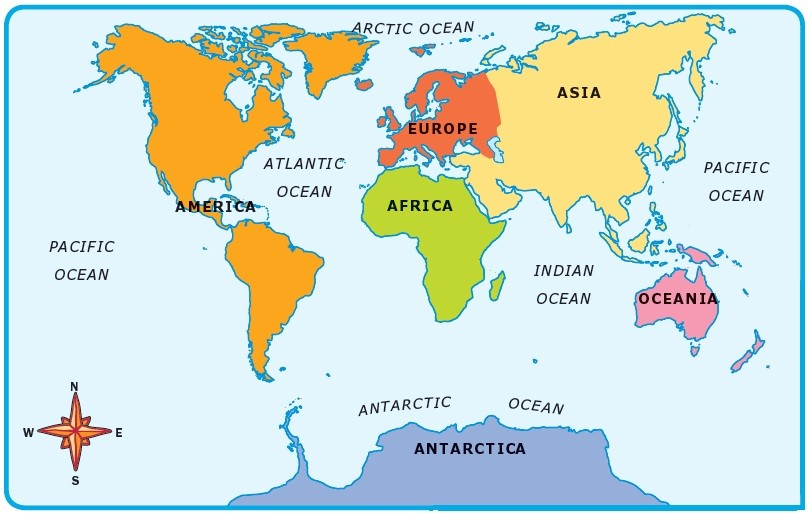 ARCTIC OCEAN
ASIA
EUROPE
ATLANTIC
OCEAN
PACIFIC
OCEAN
AMERICA
AFRICA
PACIFIC
OCEAN
INDIAN
OCEAN
OCEANIA
ANTARCTIC OCEAN
ANTARCTICA
N
W E
S